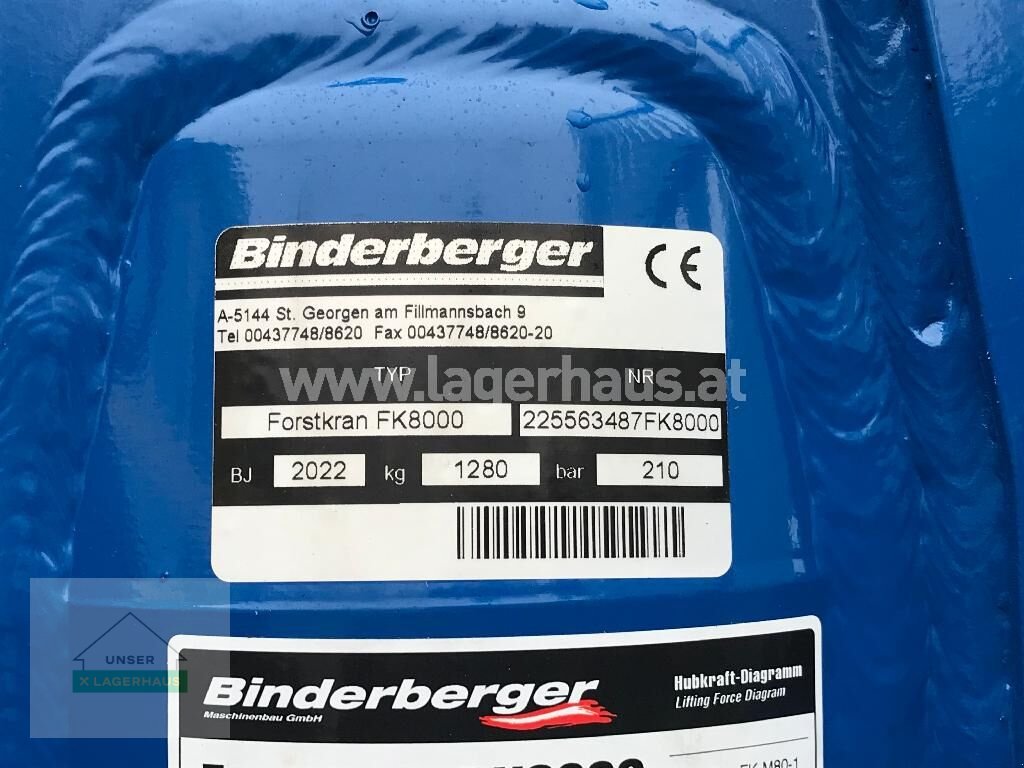 Binderberger
CE
A-5144 St. Georgen am Fillmannsbach 9
Tel 00437748/8620 Fax 00437748/8620-20
www.lagerhaus.at
TYP NR
Forstkran FK8000 225563487FK8000
BJ 2022 kg 1280 bar 210
UNSER
X LAGERHAUS
Binderberger
Maschinenbau GmbH
Hubkraft-Diagramm
Lifting Force Diagram
FK M80-1